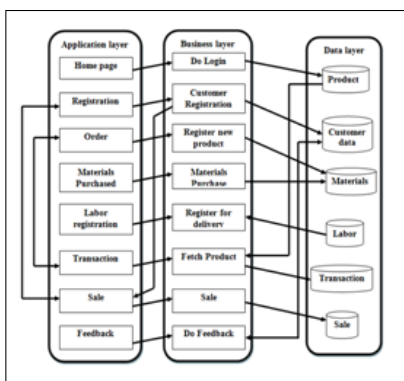 Application layer
Home page
Registration
Order
Materials
Purchased
Labor
registration
Transaction
Sale
Feedback
Business layer
Do Login
Customer
Registration
Register new
product
Materials
Purchase
Register for
delivery
Fetch Product
Sale
Do Feedback
Data layer
Product
Customer
data
Materials
Labor
Transaction
Sale